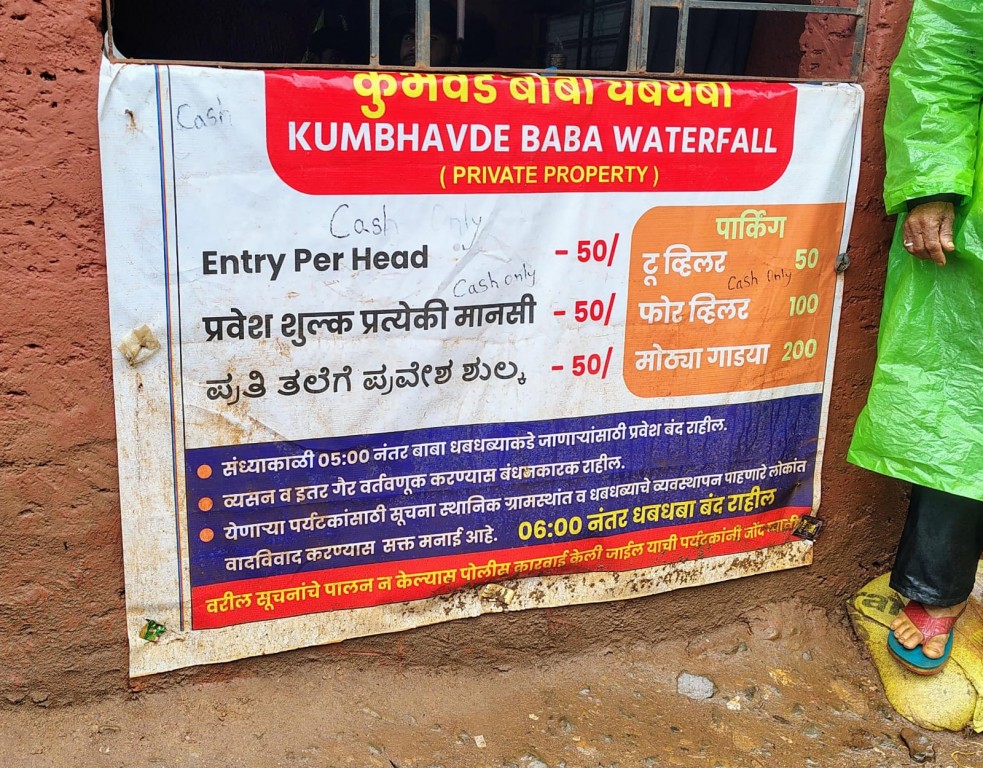 कुंभवडे बाबा धबधबा
Cash
KUMBHAVDE BABA WATERFALL
( PRIVATE PROPERTY )
Cash Only
Entry Per Head - 50/
Cash only
प्रवेश शुल्क प्रत्येकी मानसी - 50/
ಪ್ರತಿ ತಲೆಗೆ ಪ್ರವೇಶ ಶುಲ್ಕ - 50/
पार्किंग
टू व्हिलर 50
Cash Only
फोर व्हिलर 100
मोठ्या गाडया 200
संध्याकाळी 05:00 नंतर बाबा धबधब्याकडे जाणाऱ्यांसाठी प्रवेश बंद राहील.
व्यसन व इतर गैर वर्तवणूक करण्यास बंधनकारक राहील.
येणाऱ्या पर्यटकांसाठी सूचना स्थानिक ग्रामस्थांत व धबधब्याचे व्यवस्थापन पाहणारे लोकांत
वादविवाद करण्यास सक्त मनाई आहे. 06:00 नंतर धबधबा बंद राहील
वरील सूचनांचे पालन न केल्यास पोलीस कारवाई केली जाईल याची पर्यटकांनी